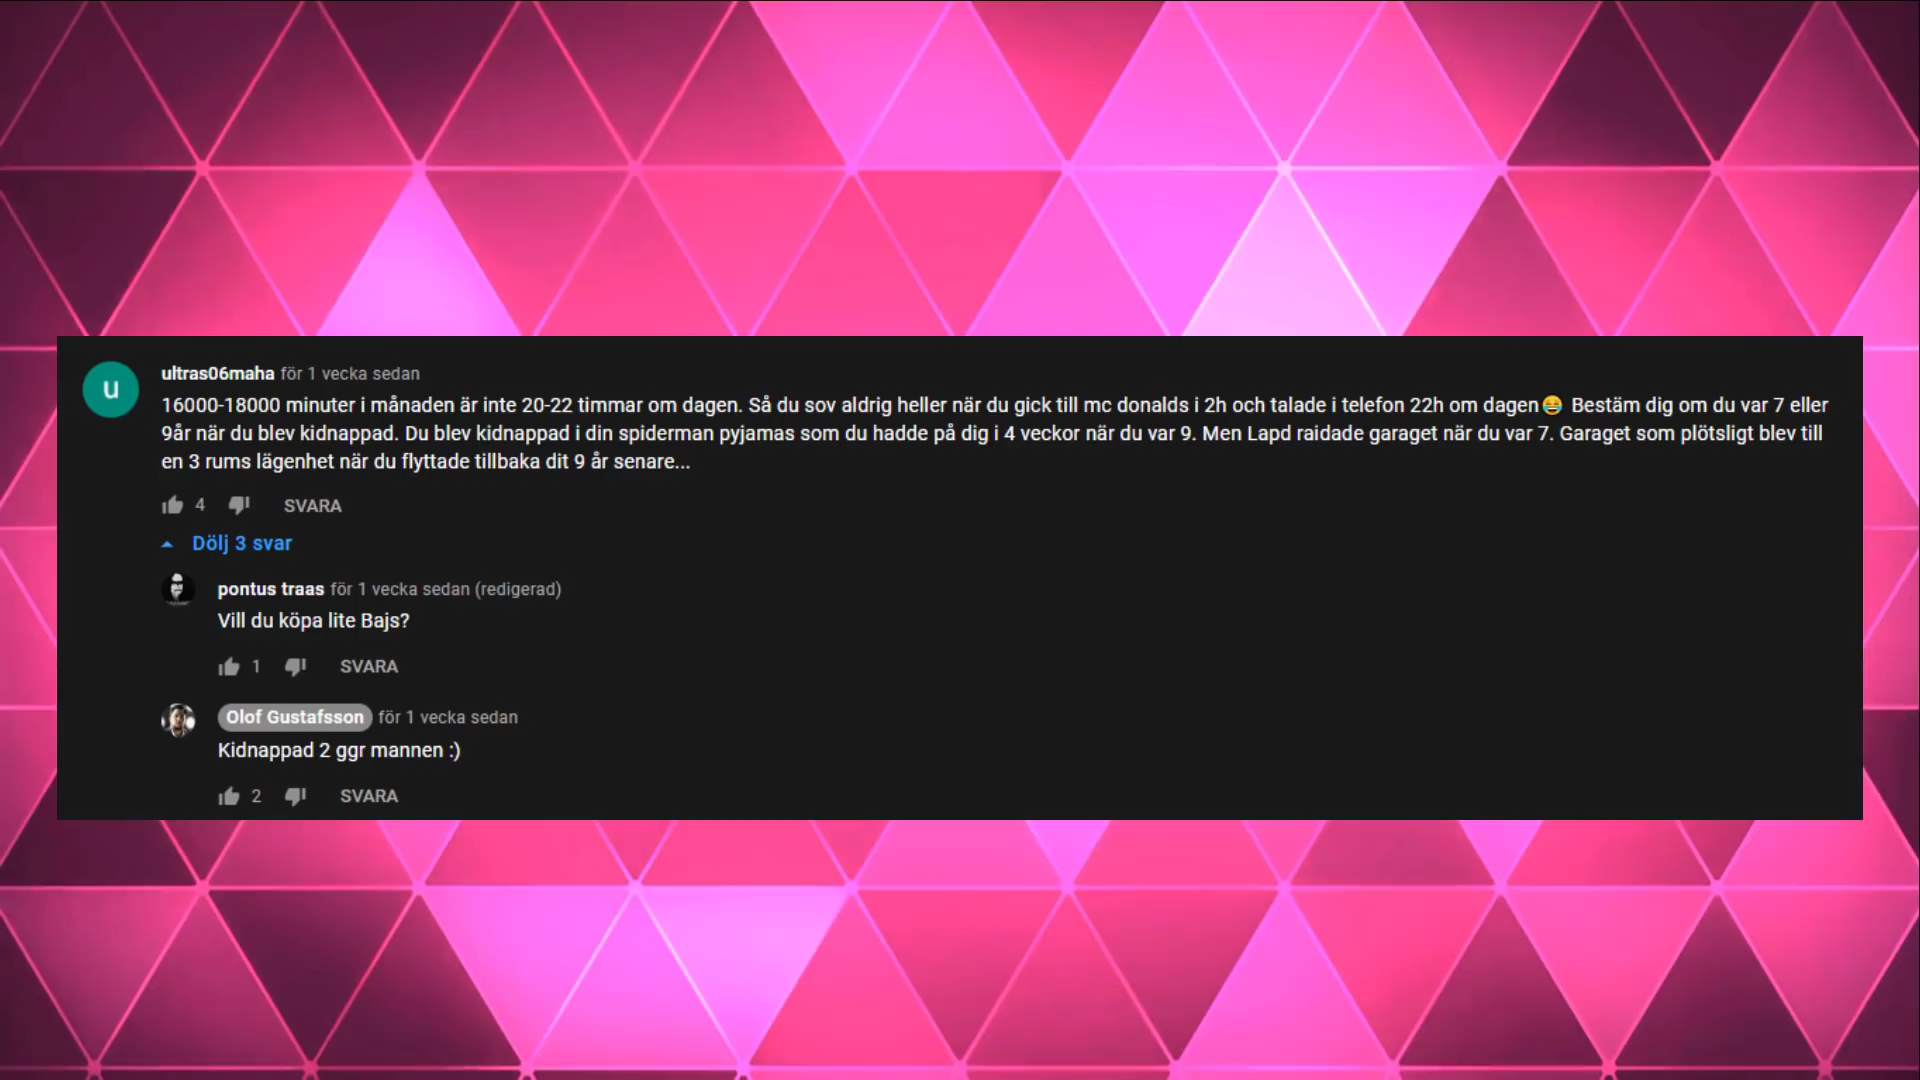 u
ultras06maha för 1 vecka sedan
16000-18000 minuter i månaden är inte 20-22 timmar om dagen. Så du sov aldrig heller när du gick till mc donalds i 2h och talade i telefon 22h om dagen😂 Bestäm dig om du var 7 eller
9år när du blev kidnappad. Du blev kidnappad i din spiderman pyjamas som du hadde på dig i 4 veckor när du var 9. Men Lapd raidade garaget när du var 7. Garaget som plötsligt blev till
en 3 rums lägenhet när du flyttade tillbaka dit 9 år senare...
4 SVARA
Dölj 3 svar
pontus traas för 1 vecka sedan (redigerad)
Vill du köpa lite Bajs?
1 SVARA
Olof Gustafsson för 1 vecka sedan
Kidnappad 2 ggr mannen :)
2 SVARA